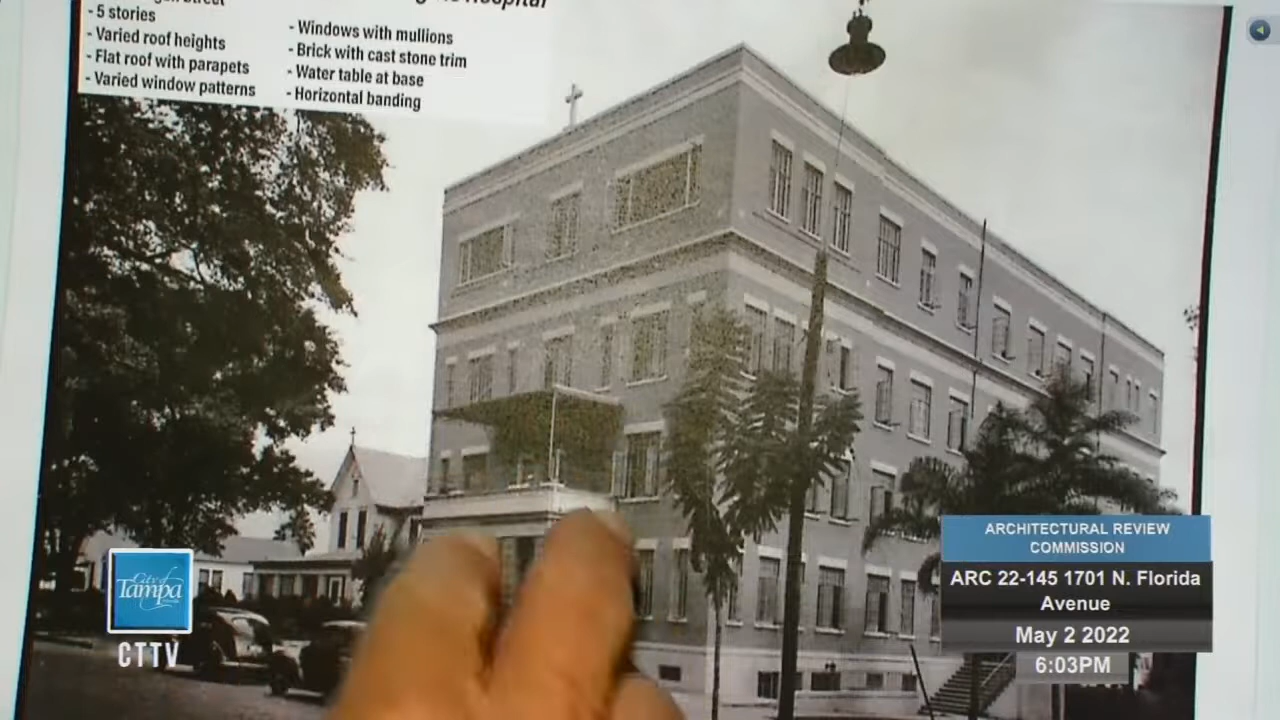 Hospital
- 5 stories
- Varied roof heights
- Flat roof with parapets
- Varied window patterns
- Windows with mullions
- Brick with cast stone trim
- Water table at base
- Horizontal banding
City of
Tampa
CTTV
ARCHITECTURAL REVIEW
COMMISSION
ARC 22-145 1701 N. Florida
Avenue
May 2 2022
6:03PM